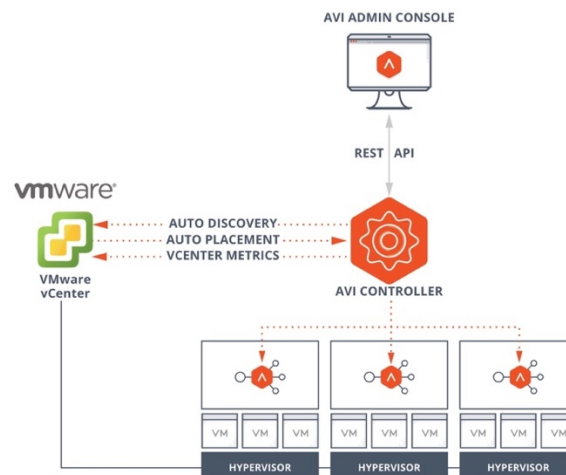 AVI ADMIN CONSOLE
REST API
vmware®
AUTO DISCOVERY
AUTO PLACEMENT
VCENTER METRICS
VMware
vCenter
AVI CONTROLLER
VM VM VM VM VM VM VM VM VM
HYPERVISOR HYPERVISOR HYPERVISOR